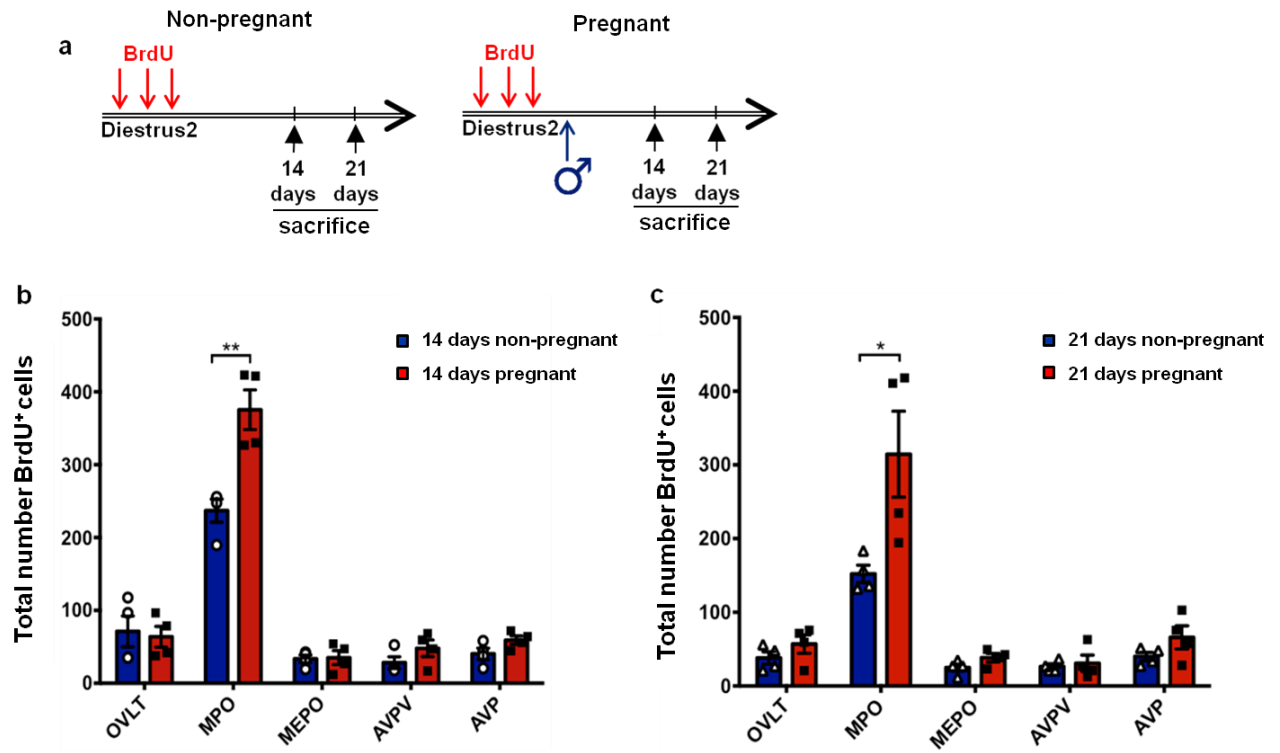 Non-pregnant
Pregnant
a
BrdU
BrdU
Diestrus2
Diestrus2
14
days
21
days
14
days
21
days
sacrifice
sacrifice
b
c
Total number BrdU⁺cells
500
400
300
200
100
0
**
14 days non-pregnant
14 days pregnant
OVLT
MPO
MEPO
AVPV
AVP
Total number BrdU⁺cells
500
400
300
200
100
0
*
21 days non-pregnant
21 days pregnant
OVLT
MPO
MEPO
AVPV
AVP